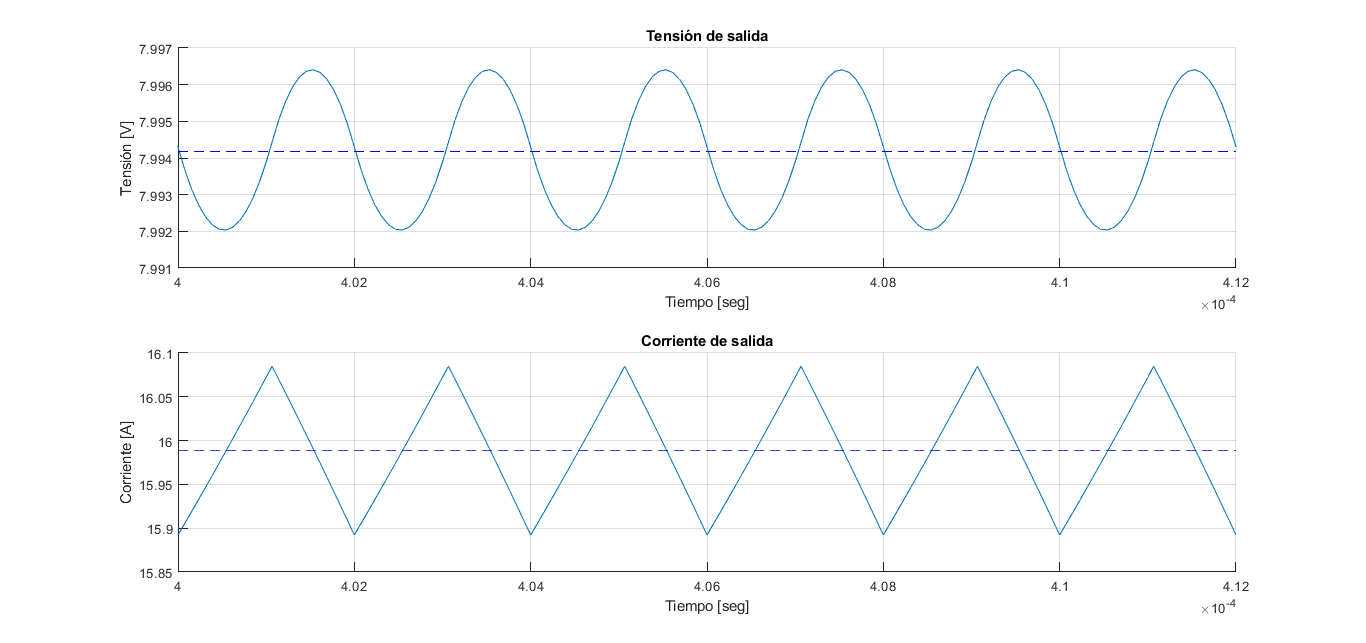 Tensión de salida
7.997
7.996
7.995
7.994
7.993
7.992
7.991
Tensión [V]
4 4.02 4.04 4.06 4.08 4.1 4.12
Tiempo [seg]
×10-4
Corriente de salida
16.1
16.05
16
15.95
15.9
15.85
Corriente [A]
4 4.02 4.04 4.06 4.08 4.1 4.12
Tiempo [seg]
×10-4